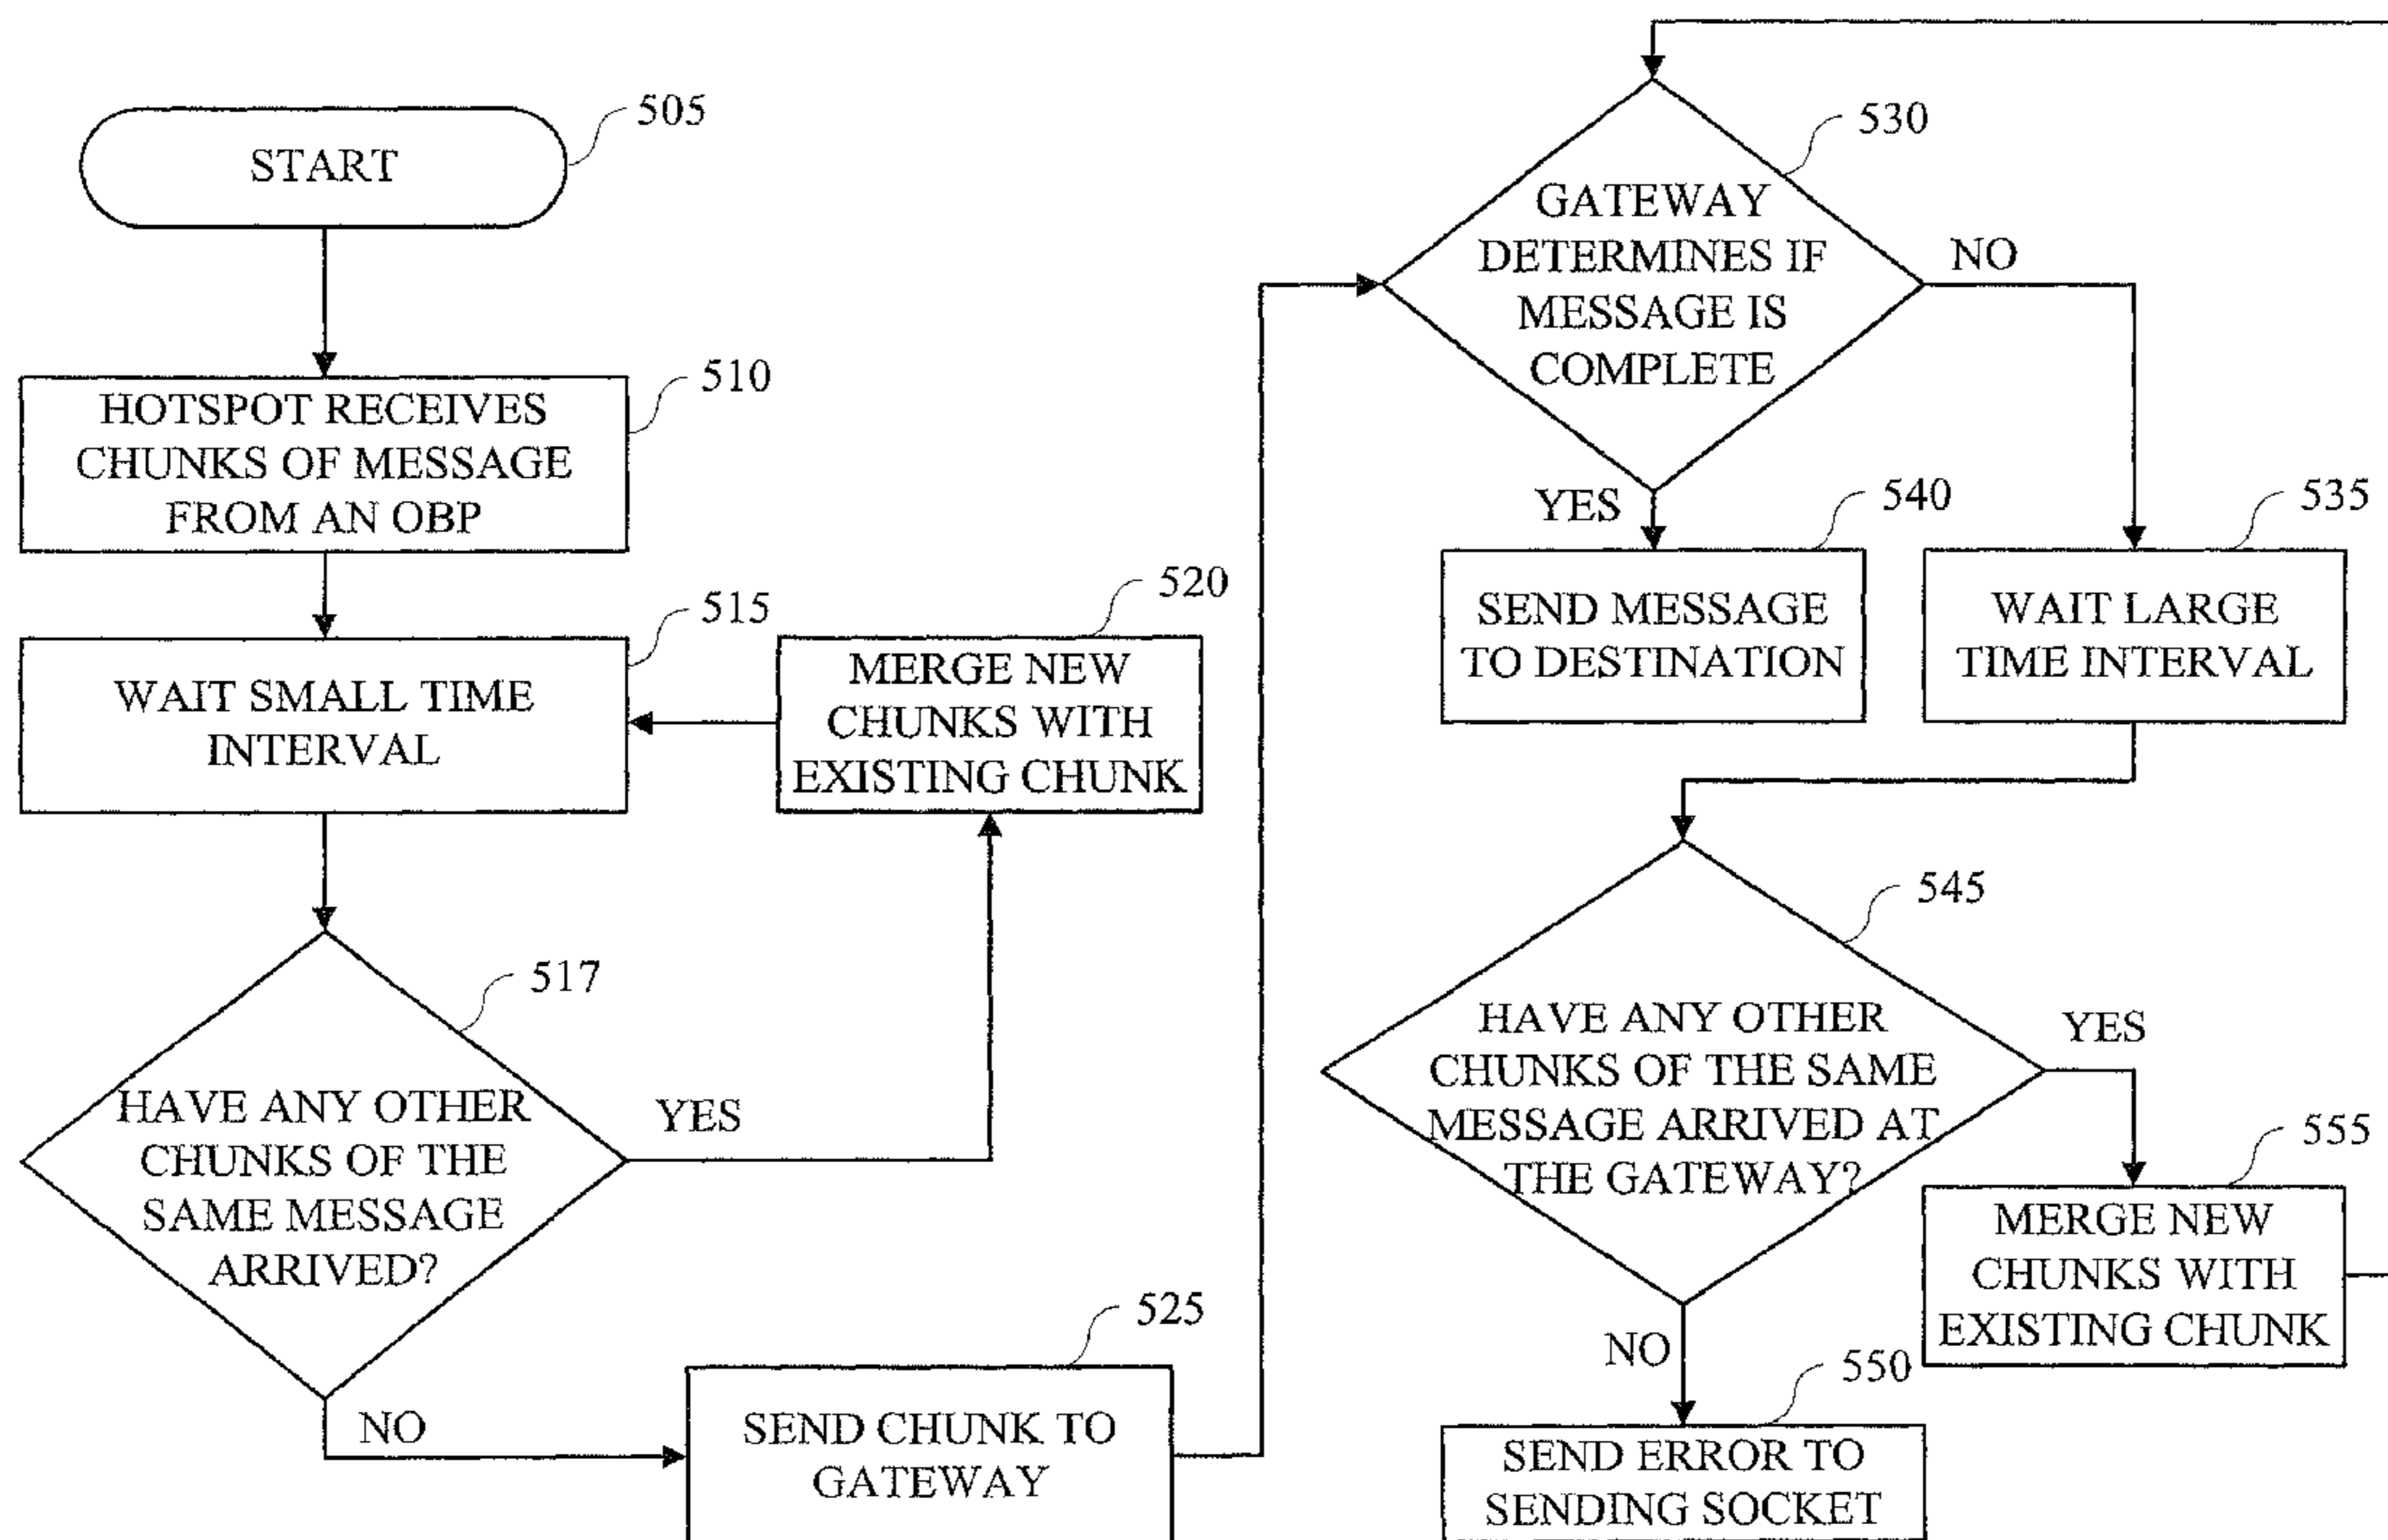 START
505
HOTSPOT RECEIVES
CHUNKS OF MESSAGE
FROM AN OBP
510
WAIT SMALL TIME
INTERVAL
515
MERGE NEW
CHUNKS WITH
EXISTING CHUNK
520
HAVE ANY OTHER
CHUNKS OF THE
SAME MESSAGE
ARRIVED?
517
YES
NO
SEND CHUNK TO
GATEWAY
525
GATEWAY
DETERMINES IF
MESSAGE IS
COMPLETE
530
NO
YES
SEND MESSAGE
TO DESTINATION
540
WAIT LARGE
TIME INTERVAL
535
HAVE ANY OTHER
CHUNKS OF THE SAME
MESSAGE ARRIVED AT
THE GATEWAY?
545
YES
MERGE NEW
CHUNKS WITH
EXISTING CHUNK
555
NO
SEND ERROR TO
SENDING SOCKET
550